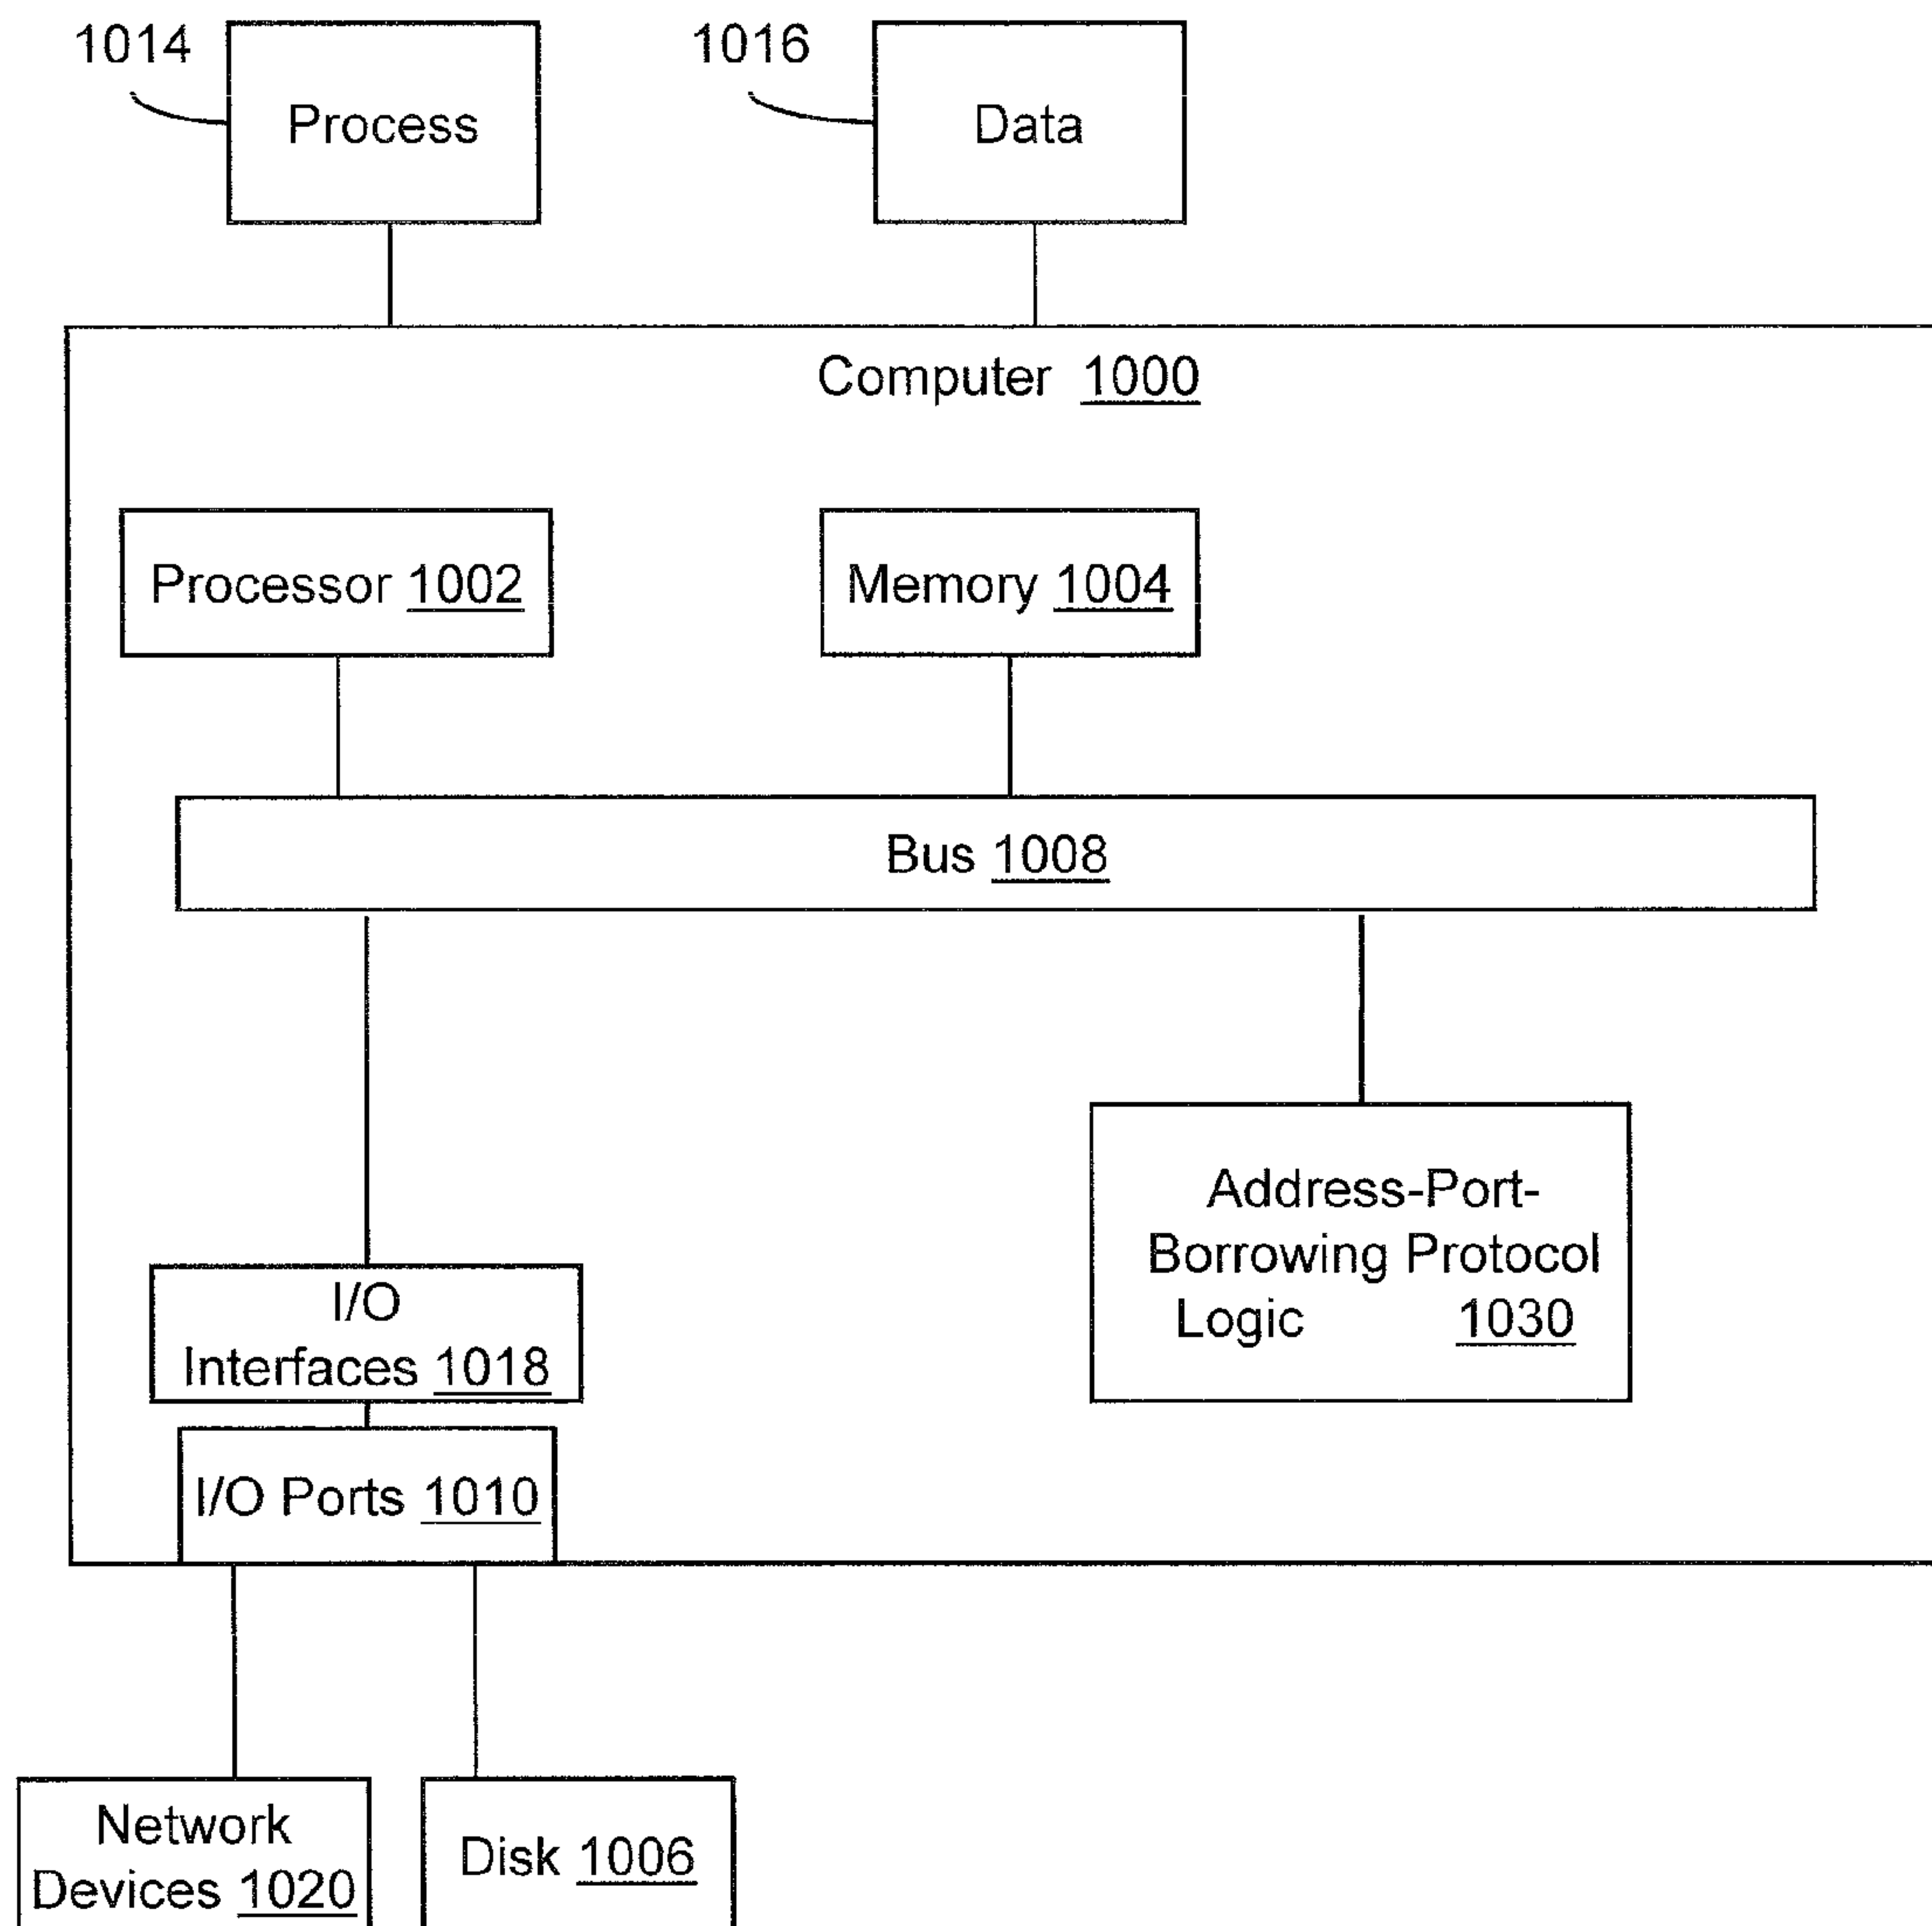 1014
Process
1016
Data
Computer 1000
Processor 1002
Memory 1004
Bus 1008
Address-Port-
Borrowing Protocol
Logic 1030
I/O
Interfaces 1018
I/O Ports 1010
Network
Devices 1020
Disk 1006